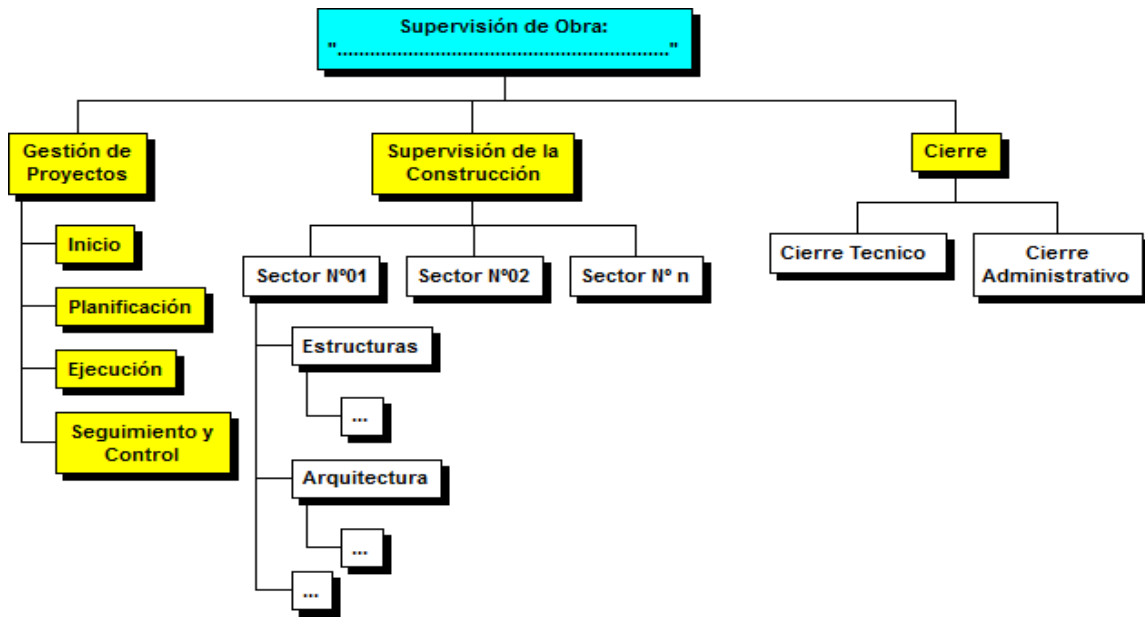 Supervisión de Obra:
"..............................................................."
Gestión de
Proyectos
Supervisión de la
Construcción
Cierre
Inicio
Planificación
Ejecución
Seguimiento y
Control
Sector Nº01
Sector Nº02
Sector Nº n
Estructuras
...
Arquitectura
...
...
Cierre Tecnico
Cierre
Administrativo